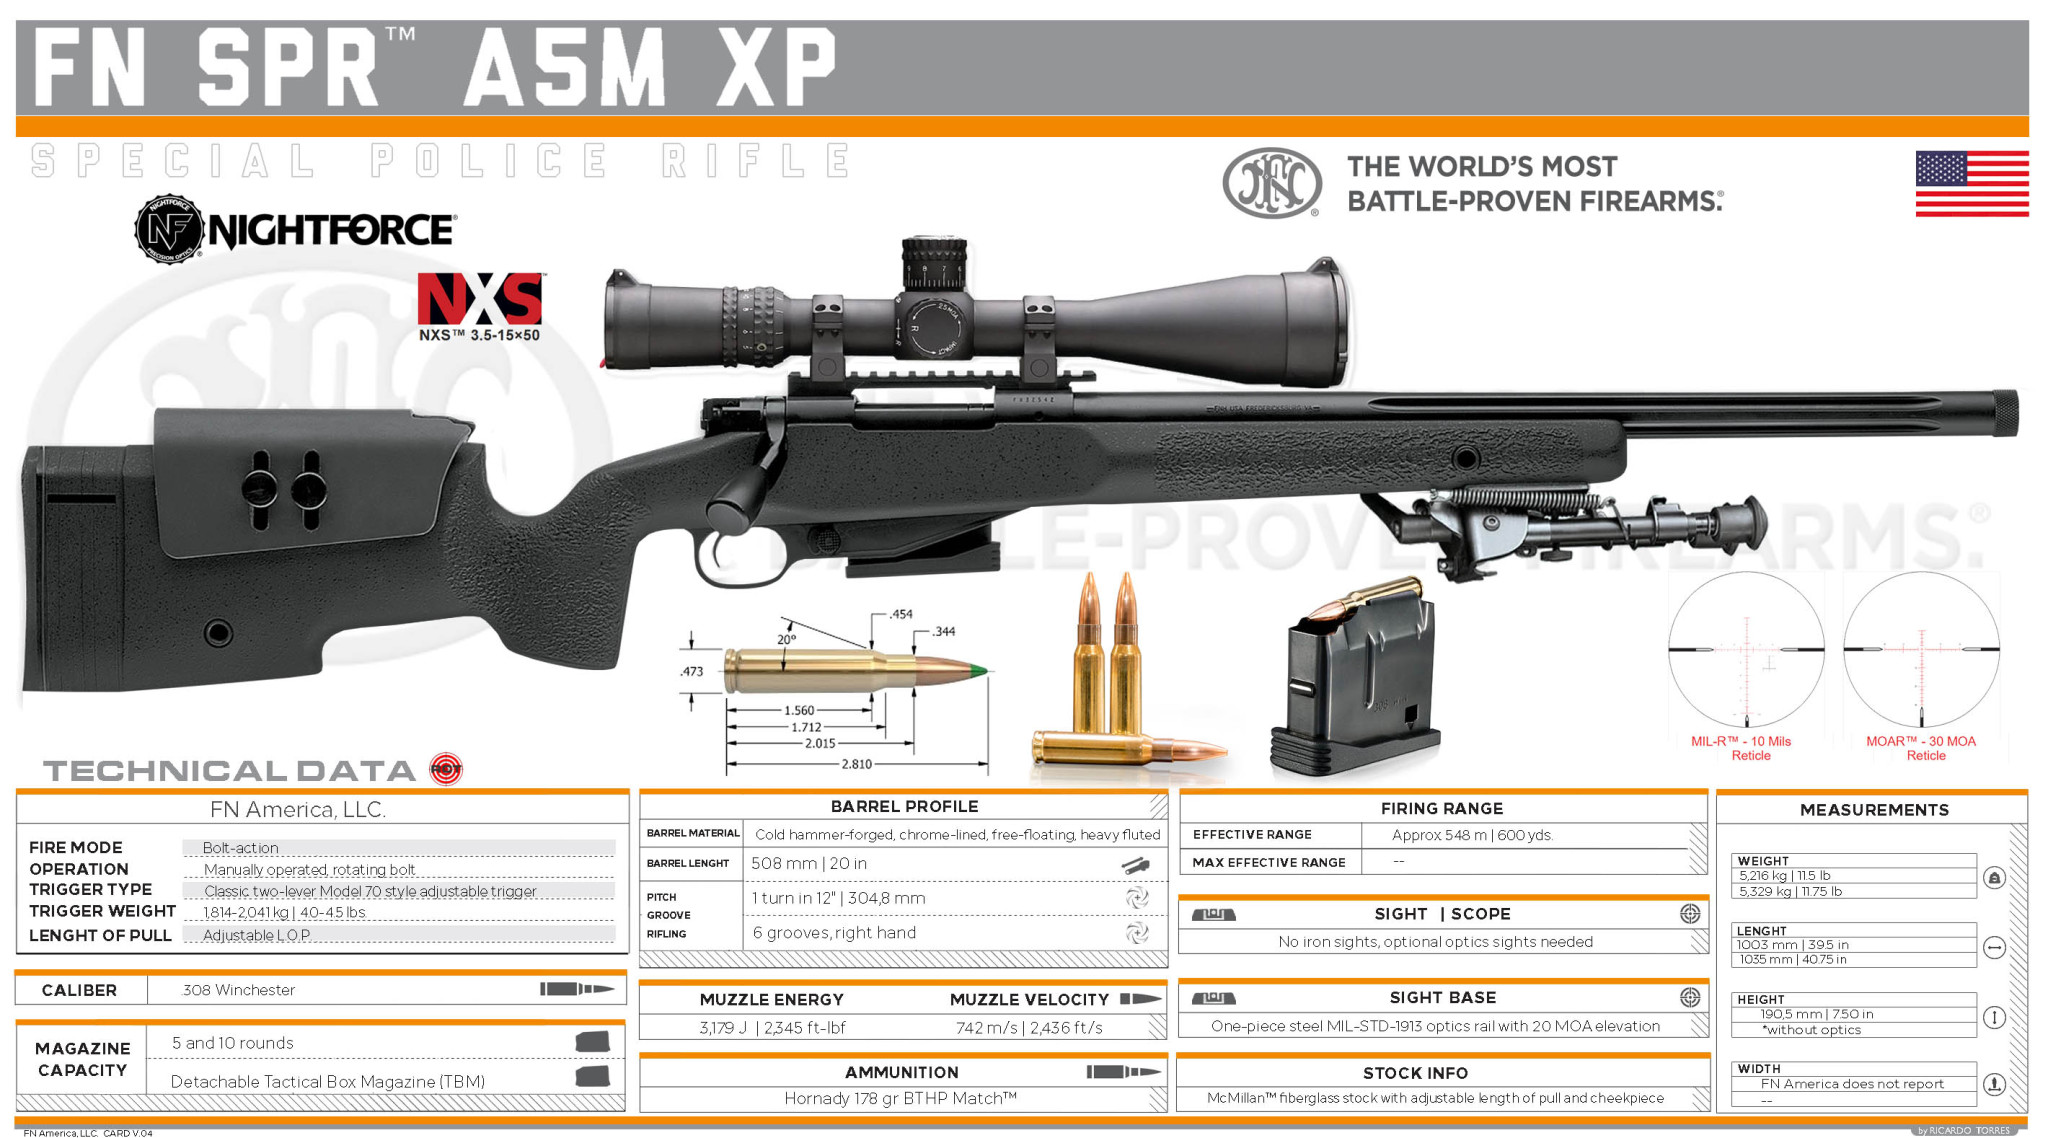 FN SPR™ A5M XP
SPECIAL POLICE RIFLE
THE WORLD'S MOST
BATTLE-PROVEN FIREARMS.®
NIGHTFORCE®
NF
PRECISION OPTICS
NXS™
NXS™ 3.5-15×50
20°
.454
.344
.473
1.560
1.712
2.015
2.810
MIL-R™ - 10 Mils
Reticle
MOAR™ - 30 MOA
Reticle
TECHNICAL DATA
FN America, LLC.
FIRE MODE Bolt-action
OPERATION Manually operated, rotating bolt
TRIGGER TYPE Classic two-lever Model 70 style adjustable trigger
TRIGGER WEIGHT 1,814-2,041 kg | 4.0-4.5 lbs.
LENGHT OF PULL Adjustable L.O.P.
CALIBER .308 Winchester
MAGAZINE
CAPACITY
5 and 10 rounds
Detachable Tactical Box Magazine (TBM)
BARREL PROFILE
BARREL MATERIAL Cold hammer-forged, chrome-lined, free-floating, heavy fluted
BARREL LENGHT 508 mm | 20 in
PITCH 1 turn in 12" | 304,8 mm
GROOVE
RIFLING 6 grooves, right hand
MUZZLE ENERGY MUZZLE VELOCITY
3,179 J | 2,345 ft-lbf 742 m/s | 2,436 ft/s
AMMUNITION
Hornady 178 gr BTHP Match™
FIRING RANGE
EFFECTIVE RANGE Approx 548 m | 600 yds.
MAX EFFECTIVE RANGE --
SIGHT | SCOPE
No iron sights, optional optics sights needed
SIGHT BASE
One-piece steel MIL-STD-1913 optics rail with 20 MOA elevation
STOCK INFO
McMillan™ fiberglass stock with adjustable length of pull and cheekpiece
MEASUREMENTS
WEIGHT
5,216 kg | 11.5 lb
5,329 kg | 11.75 lb
LENGHT
1003 mm | 39.5 in
1035 mm | 40.75 in
HEIGHT
190,5 mm | 7.50 in
*without optics
WIDTH
FN America does not report
--
FN America, LLC. CARD V.04
by RICARDO TORRES